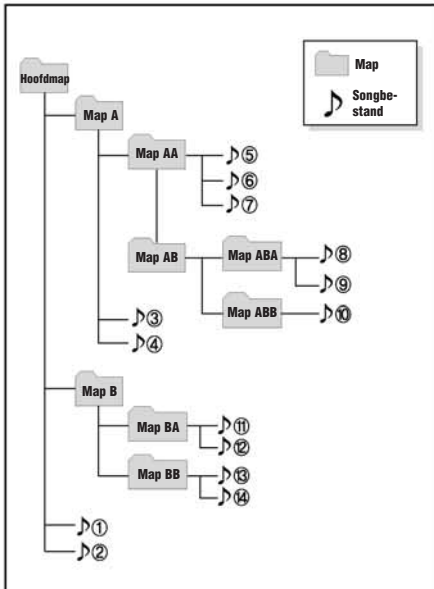 Hoofdmap
Map
Songbe-
stand
Map A
Map AA
⑤
⑥
⑦
Map AB
Map ABA
⑧
⑨
Map ABB
⑩
③
④
Map B
Map BA
⑪
⑫
Map BB
⑬
⑭
①
②